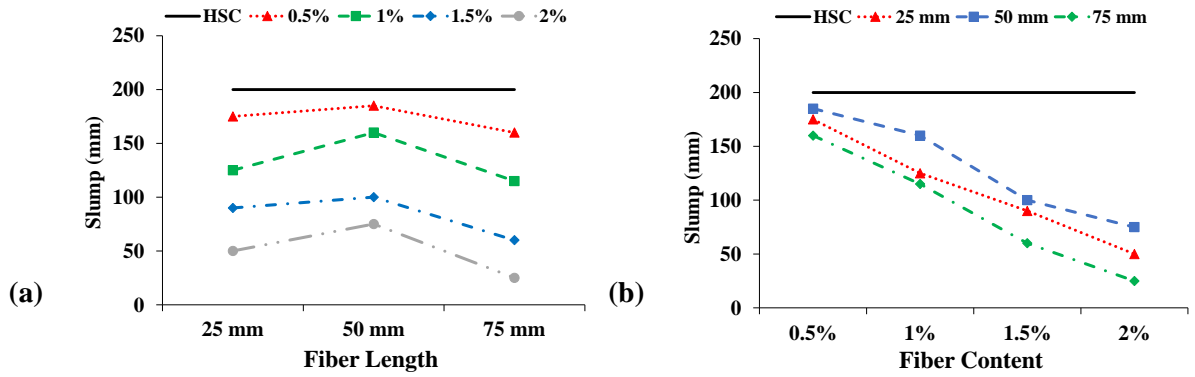 HSC 0.5% 1% 1.5% 2%
250
200
150
100
50
0
Slump (mm)
25 mm 50 mm 75 mm
Fiber Length
(a)
HSC 25 mm 50 mm 75 mm
250
200
150
100
50
0
Slump (mm)
0.5% 1% 1.5% 2%
Fiber Content
(b)